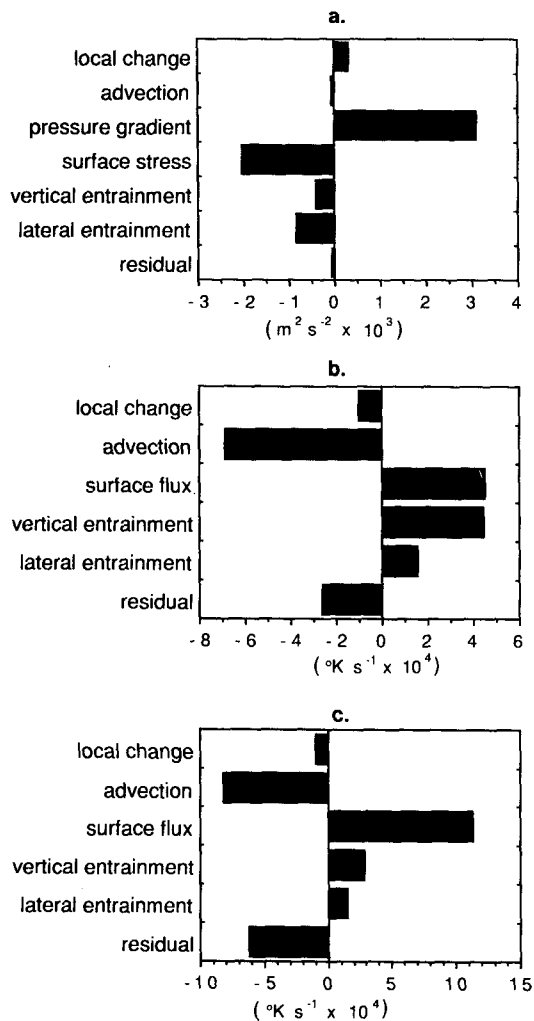 a.
local change
advection
pressure gradient
surface stress
vertical entrainment
lateral entrainment
residual
-3 -2 -1 0 1 2 3 4
(m² s⁻² x 10³)
b.
local change
advection
surface flux
vertical entrainment
lateral entrainment
residual
-8 -6 -4 -2 0 2 4 6
(°K s⁻¹ x 10⁴)
c.
local change
advection
surface flux
vertical entrainment
lateral entrainment
residual
-10 -5 0 5 10 15
(°K s⁻¹ x 10⁴)